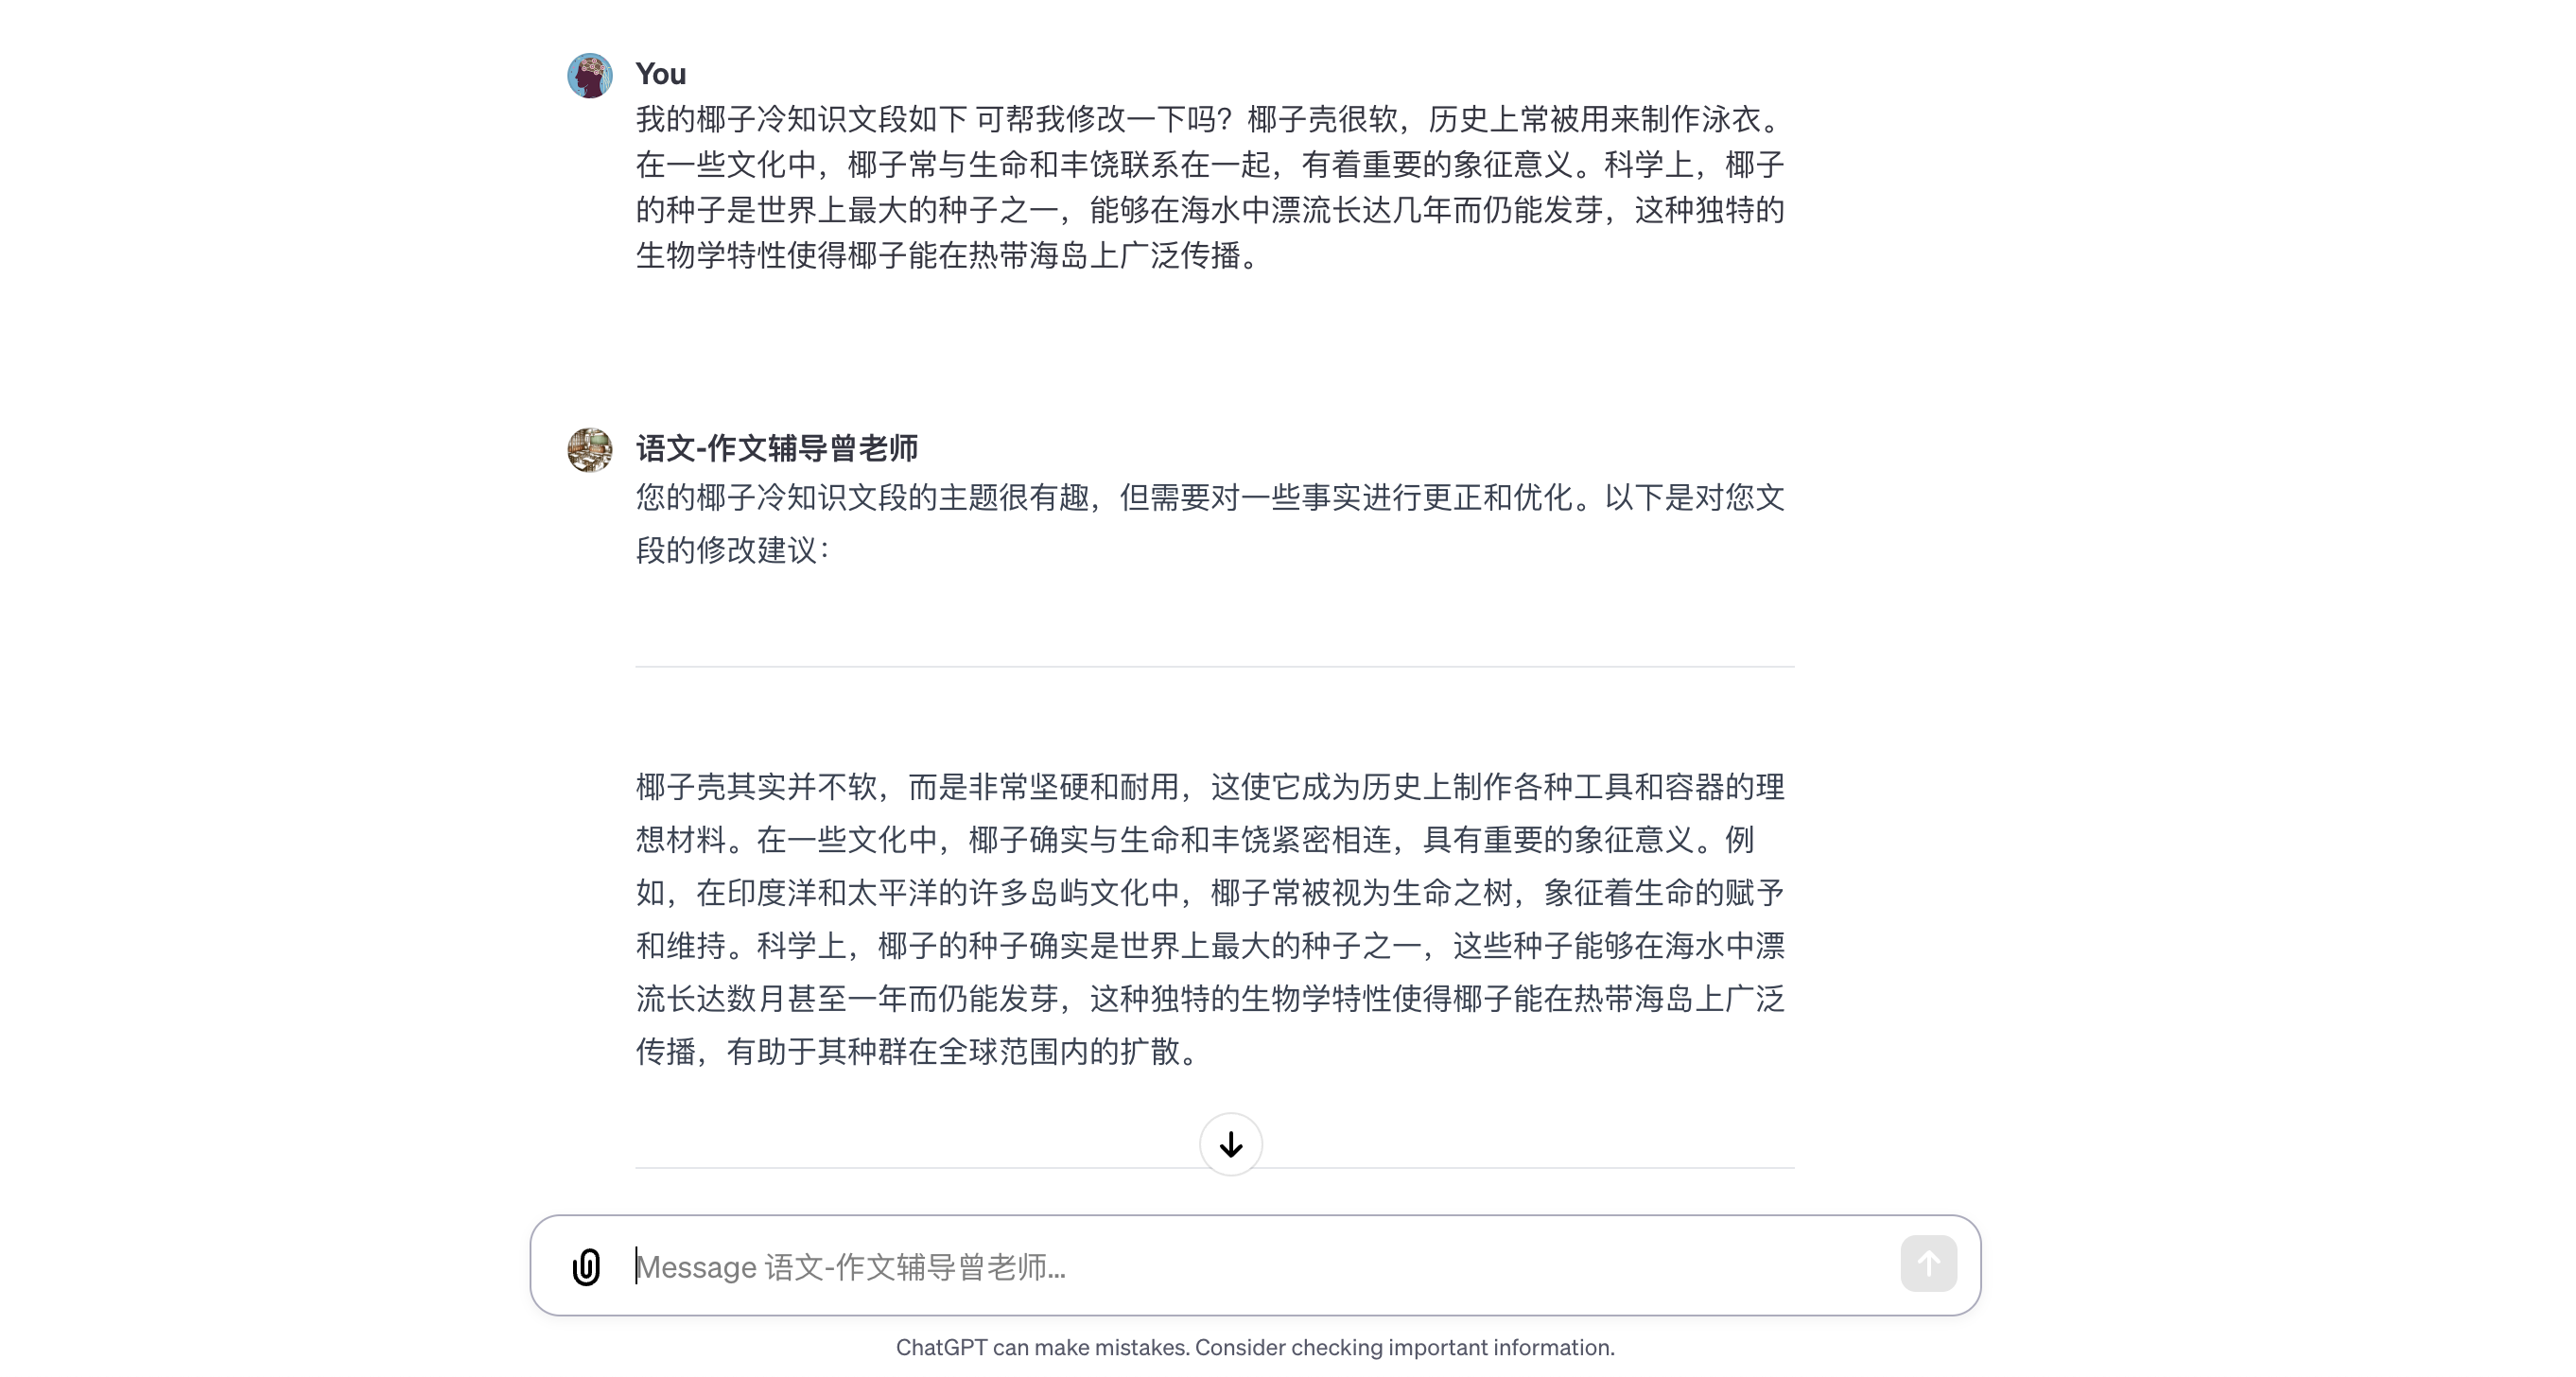 You
我的椰子冷知识文段如下 可帮我修改一下吗？椰子壳很软，历史上常被用来制作泳衣。
在一些文化中，椰子常与生命和丰饶联系在一起，有着重要的象征意义。科学上，椰子
的种子是世界上最大的种子之一，能够在海水中漂流长达几年而仍能发芽，这种独特的
生物学特性使得椰子能在热带海岛上广泛传播。
语文-作文辅导曾老师
您的椰子冷知识文段的主题很有趣，但需要对一些事实进行更正和优化。以下是对您文
段的修改建议：
椰子壳其实并不软，而是非常坚硬和耐用，这使它成为历史上制作各种工具和容器的理
想材料。在一些文化中，椰子确实与生命和丰饶紧密相连，具有重要的象征意义。例
如，在印度洋和太平洋的许多岛屿文化中，椰子常被视为生命之树，象征着生命的赋予
和维持。科学上，椰子的种子确实是世界上最大的种子之一，这些种子能够在海水中漂
流长达数月甚至一年而仍能发芽，这种独特的生物学特性使得椰子能在热带海岛上广泛
传播，有助于其种群在全球范围内的扩散。
Message 语文-作文辅导曾老师...
ChatGPT can make mistakes. Consider checking important information.